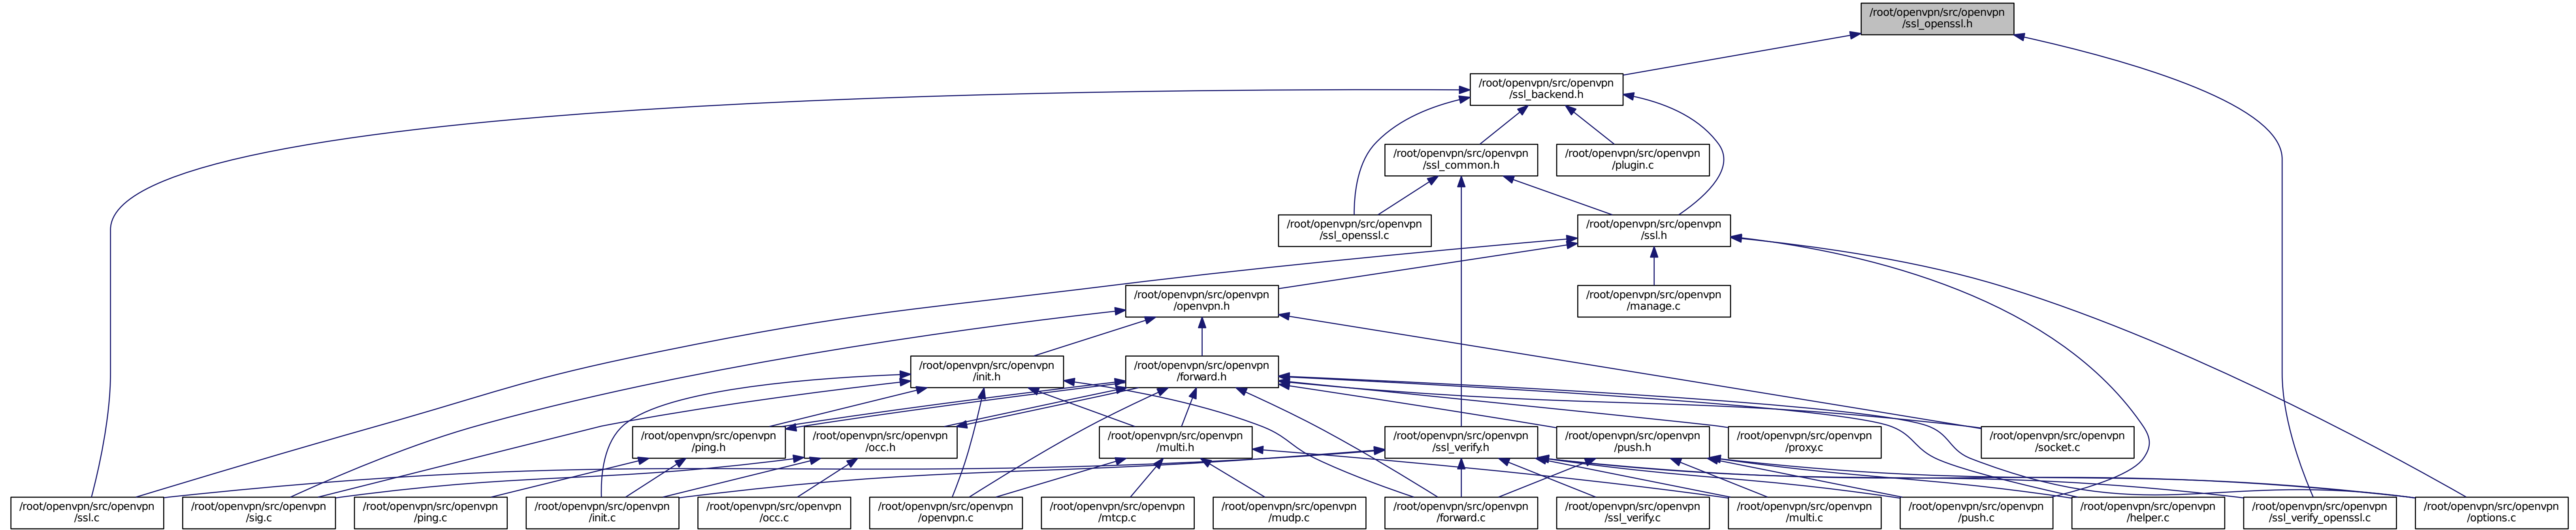 /root/openvpn/src/openvpn
/ssl_openssl.h
/root/openvpn/src/openvpn
/ssl_backend.h
/root/openvpn/src/openvpn
/ssl_common.h
/root/openvpn/src/openvpn
/plugin.c
/root/openvpn/src/openvpn
/ssl_openssl.c
/root/openvpn/src/openvpn
/ssl.h
/root/openvpn/src/openvpn
/openvpn.h
/root/openvpn/src/openvpn
/manage.c
/root/openvpn/src/openvpn
/init.h
/root/openvpn/src/openvpn
/forward.h
/root/openvpn/src/openvpn
/ping.h
/root/openvpn/src/openvpn
/occ.h
/root/openvpn/src/openvpn
/multi.h
/root/openvpn/src/openvpn
/ssl_verify.h
/root/openvpn/src/openvpn
/push.h
/root/openvpn/src/openvpn
/proxy.c
/root/openvpn/src/openvpn
/socket.c
/root/openvpn/src/openvpn
/ssl.c
/root/openvpn/src/openvpn
/sig.c
/root/openvpn/src/openvpn
/ping.c
/root/openvpn/src/openvpn
/init.c
/root/openvpn/src/openvpn
/occ.c
/root/openvpn/src/openvpn
/openvpn.c
/root/openvpn/src/openvpn
/mtcp.c
/root/openvpn/src/openvpn
/mudp.c
/root/openvpn/src/openvpn
/forward.c
/root/openvpn/src/openvpn
/ssl_verify.c
/root/openvpn/src/openvpn
/multi.c
/root/openvpn/src/openvpn
/push.c
/root/openvpn/src/openvpn
/helper.c
/root/openvpn/src/openvpn
/ssl_verify_openssl.c
/root/openvpn/src/openvpn
/options.c